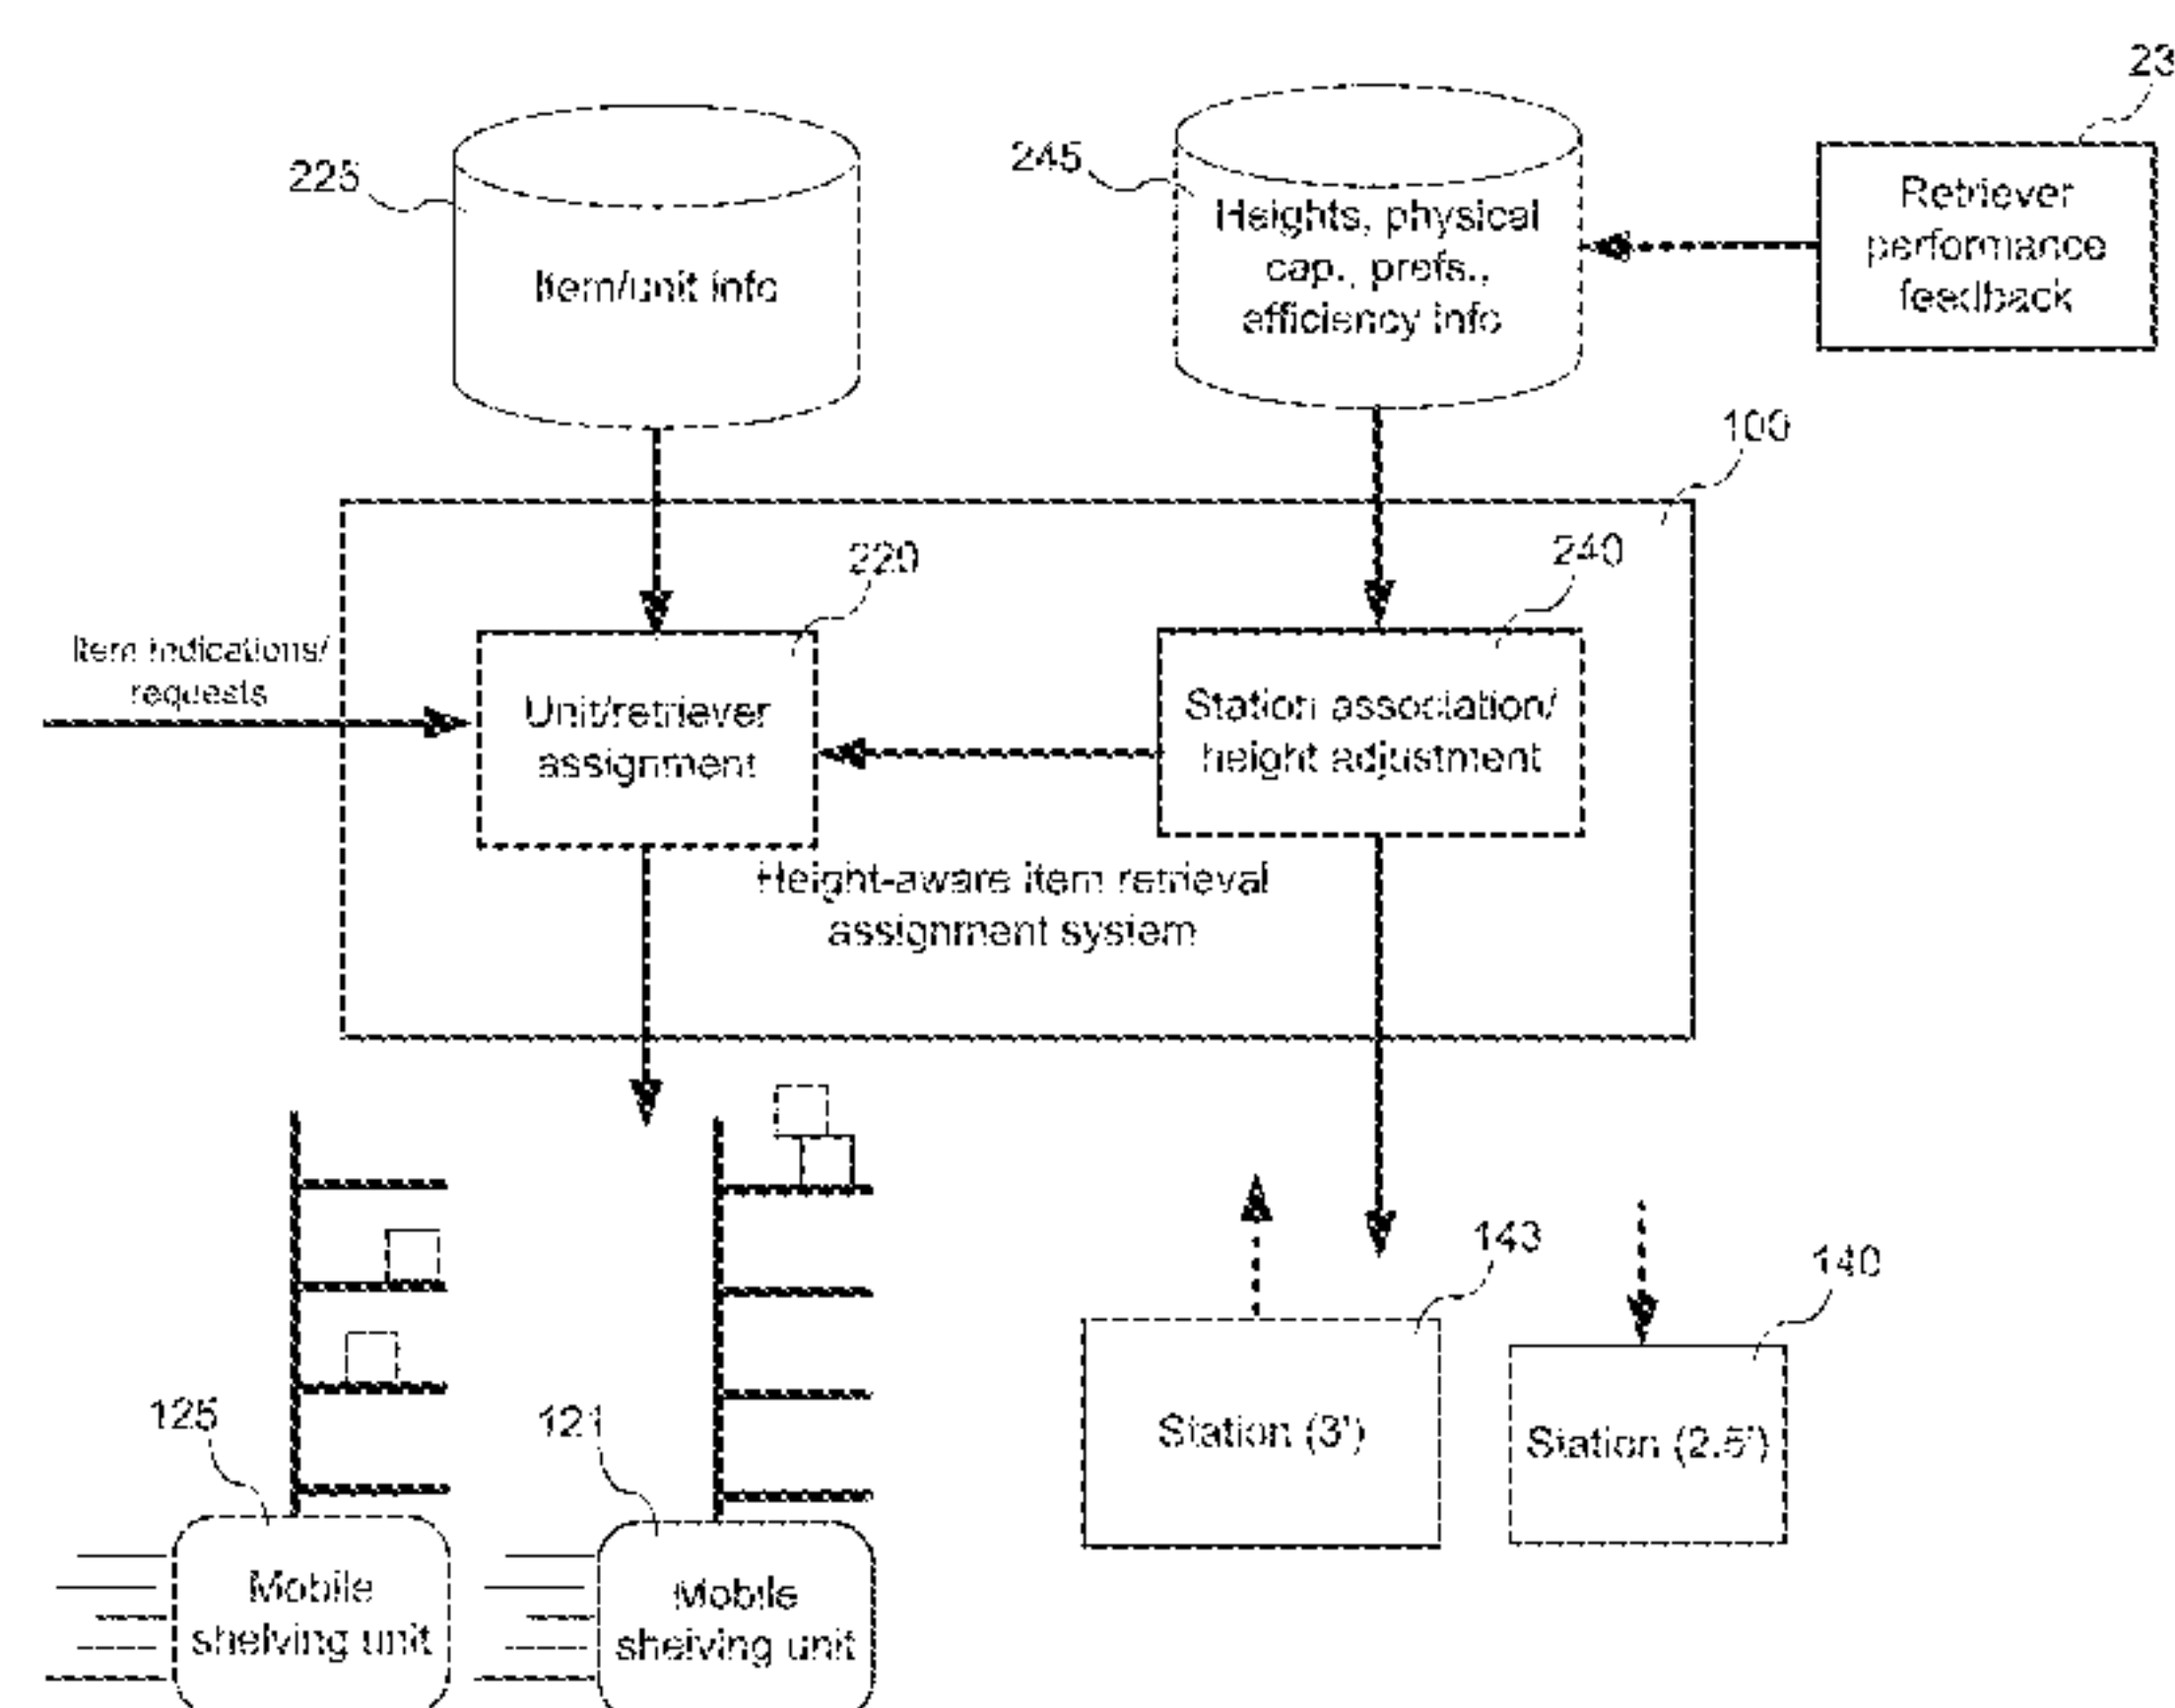 23
225
245
Item/unit info
Heights, physical
cap., prefs.,
efficiency info
Retriever
performance
feedback
100
220
240
Item indications/
requests
Unit/retriever
assignment
Station association/
height adjustment
Height-aware item retrieval
assignment system
143
140
125
121
Station (3')
Station (2.5')
Mobile
shelving unit
Mobile
shelving unit